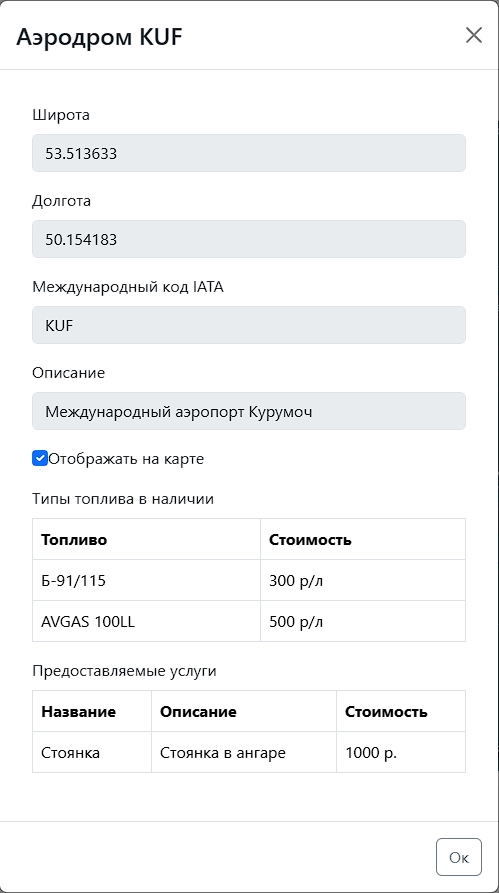 Аэродром KUF
Широта
53.513633
Долгота
50.154183
Международный код IATA
KUF
Описание
Международный аэропорт Курумоч
Отображать на карте
Типы топлива в наличии
Топливо Стоимость
Б-91/115 300 р/л
AVGAS 100LL 500 р/л
Предоставляемые услуги
Название Описание Стоимость
Стоянка Стоянка в ангаре 1000 р.
Ок